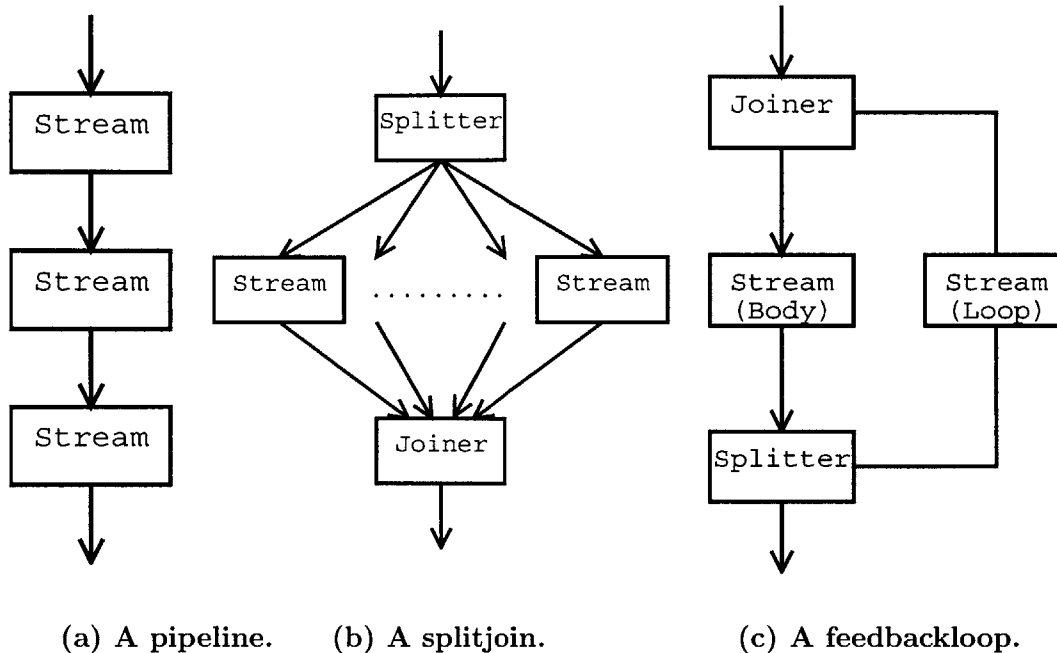 Stream
Stream
Stream
(a) A pipeline.
Splitter
Stream
. . . . . . . . .
Stream
Joiner
(b) A splitjoin.
Joiner
Stream
(Body)
Stream
(Loop)
Splitter
(c) A feedbackloop.